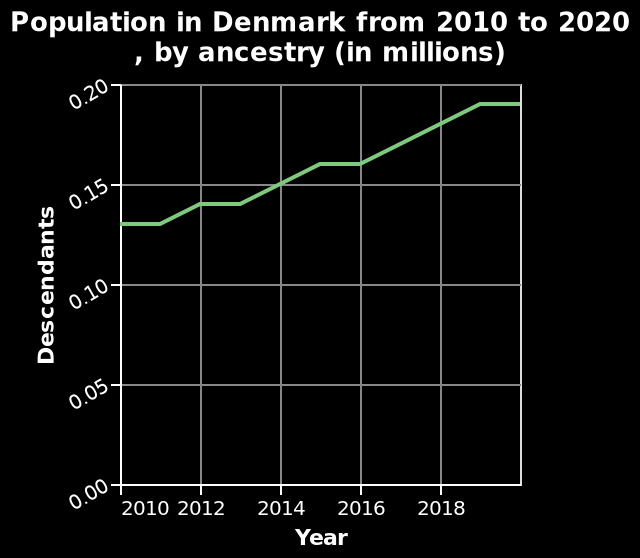 Population in Denmark from 2010 to 2020
, by ancestry (in millions)
0.20
0.15
0.10
0.05
0.00
Descendants
2010 2012 2014 2016 2018
Year